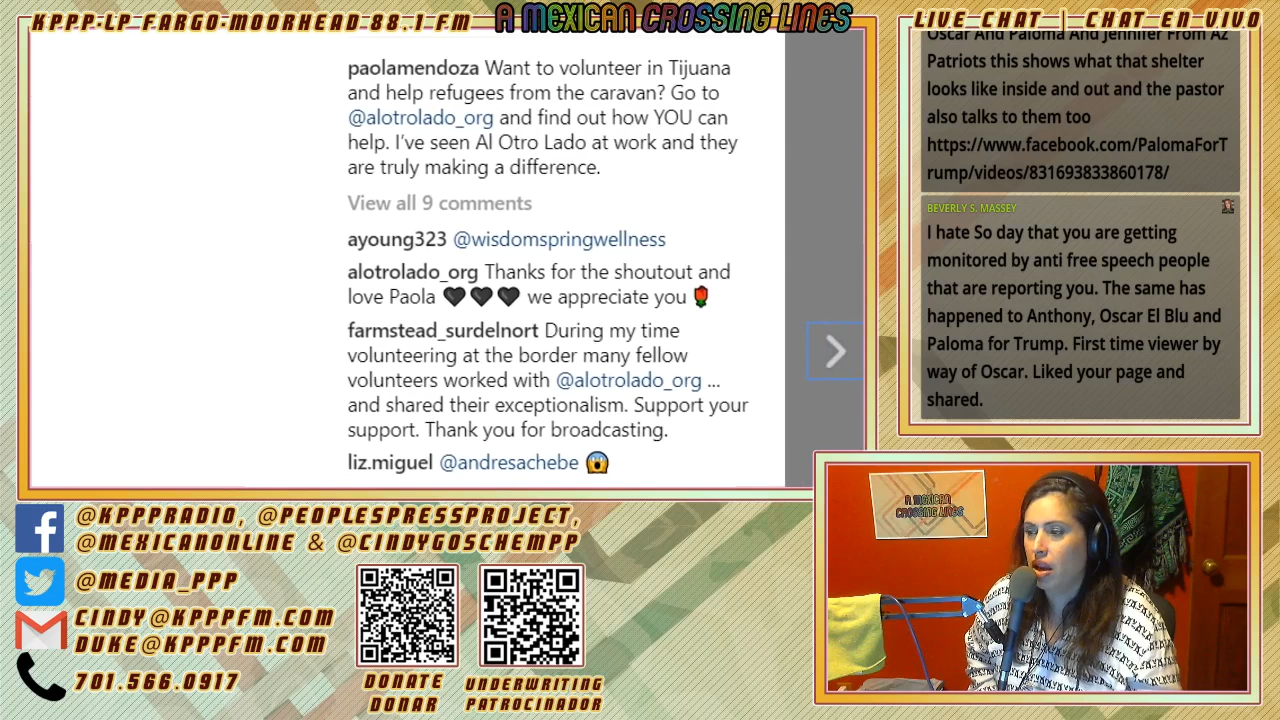 KPPP-LP FARGO-MOORHEAD 88.1 FM
A MEXICAN CROSSING LINES
LIVE CHAT | CHAT EN VIVO
paolamendoza Want to volunteer in Tijuana
and help refugees from the caravan? Go to
@alotrolado_org and find out how YOU can
help. I've seen Al Otro Lado at work and they
are truly making a difference.
View all 9 comments
ayoung323 @wisdomspringwellness
alotrolado_org Thanks for the shoutout and
love Paola 🖤🖤🖤 we appreciate you 🌹
farmstead_surdelnort During my time
volunteering at the border many fellow
volunteers worked with @alotrolado_org ...
and shared their exceptionalism. Support your
support. Thank you for broadcasting.
liz.miguel @andresachebe 😱
Oscar And Paloma And Jennifer From Az
Patriots this shows what that shelter
looks like inside and out and the pastor
also talks to them too
https://www.facebook.com/PalomaForT
rump/videos/831693833860178/
BEVERLY S. MASSEY
I hate So day that you are getting
monitored by anti free speech people
that are reporting you. The same has
happened to Anthony, Oscar El Blu and
Paloma for Trump. First time viewer by
way of Oscar. Liked your page and
shared.
A MEXICAN
CROSSING LINES
@KPPPRADIO, @PEOPLESPRESSPROJECT,
@MEXICANONLINE & @CINDYGOSCHEMPP
@MEDIA_PPP
CINDY@KPPPFM.COM
DUKE@KPPPFM.COM
701.566.0917
DONATE
DONAR
UNDERWRITING
PATROCINADOR